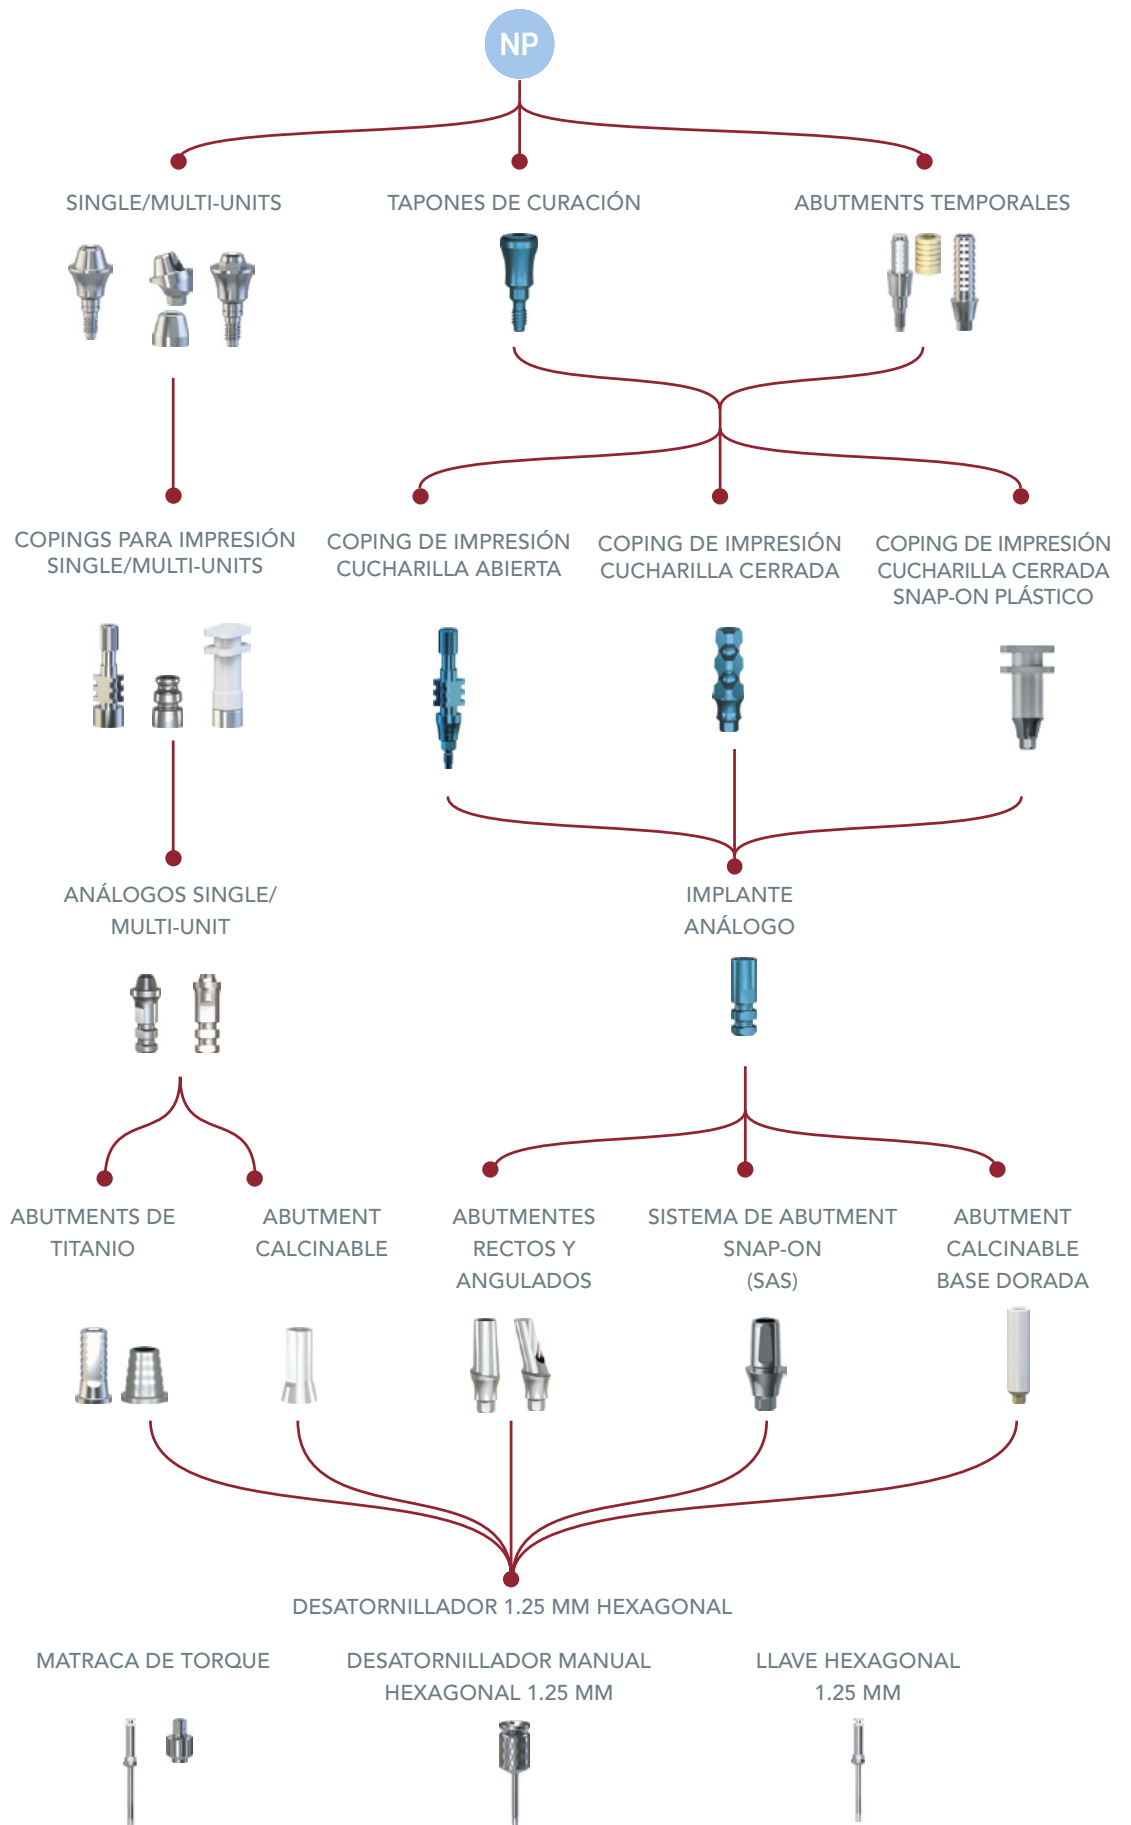 NP
SINGLE/MULTI-UNITS
TAPONES DE CURACIÓN
ABUTMENTS TEMPORALES
COPINGS PARA IMPRESIÓN
SINGLE/MULTI-UNITS
COPING DE IMPRESIÓN
CUCHARILLA ABIERTA
COPING DE IMPRESIÓN
CUCHARILLA CERRADA
COPING DE IMPRESIÓN
CUCHARILLA CERRADA
SNAP-ON PLÁSTICO
ANÁLOGOS SINGLE/
MULTI-UNIT
IMPLANTE
ANÁLOGO
ABUTMENTS DE
TITANIO
ABUTMENT
CALCINABLE
ABUTMENTES
RECTOS Y
ANGULADOS
SISTEMA DE ABUTMENT
SNAP-ON
(SAS)
ABUTMENT
CALCINABLE
BASE DORADA
DESATORNILLADOR 1.25 MM HEXAGONAL
MATRACA DE TORQUE
DESATORNILLADOR MANUAL
HEXAGONAL 1.25 MM
LLAVE HEXAGONAL
1.25 MM